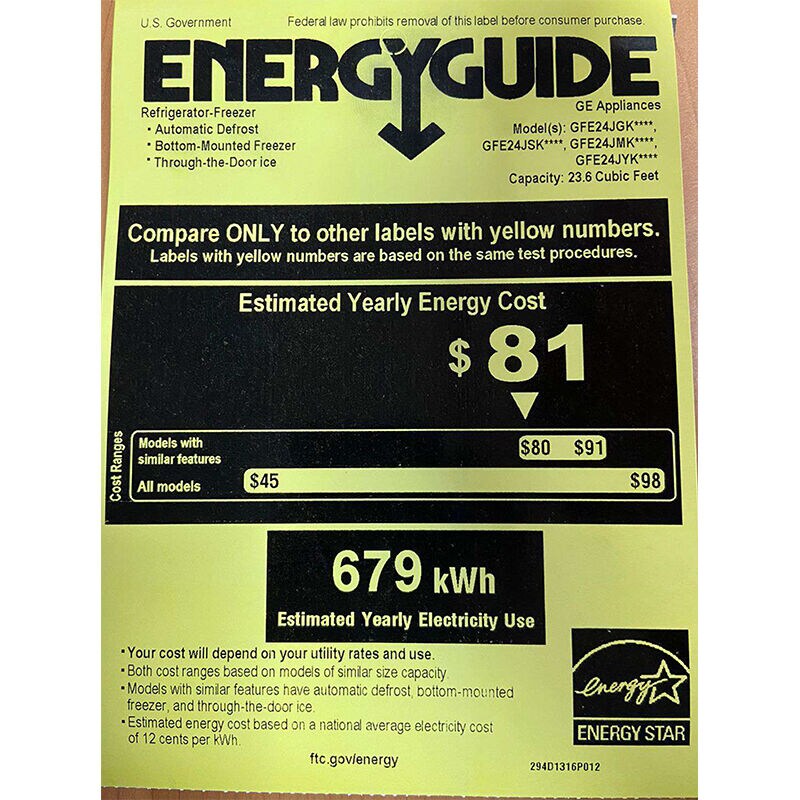 U.S. Government Federal law prohibits removal of this label before consumer purchase.
ENERGYGUIDE
Refrigerator-Freezer
• Automatic Defrost
• Bottom-Mounted Freezer
• Through-the-Door ice
GE Appliances
Model(s): GFE24JGK****,
GFE24JSK****, GFE24JMK****,
GFE24JYK****
Capacity: 23.6 Cubic Feet
Compare ONLY to other labels with yellow numbers.
Labels with yellow numbers are based on the same test procedures.
Estimated Yearly Energy Cost
$ 81
Cost Ranges
Models with
similar features
$80 $91
All models $45 $98
679 kWh
Estimated Yearly Electricity Use
• Your cost will depend on your utility rates and use.
• Both cost ranges based on models of similar size capacity.
• Models with similar features have automatic defrost, bottom-mounted
freezer, and through-the-door ice.
• Estimated energy cost based on a national average electricity cost
of 12 cents per kWh.
ftc.gov/energy
energy
ENERGY STAR
294D1316P012